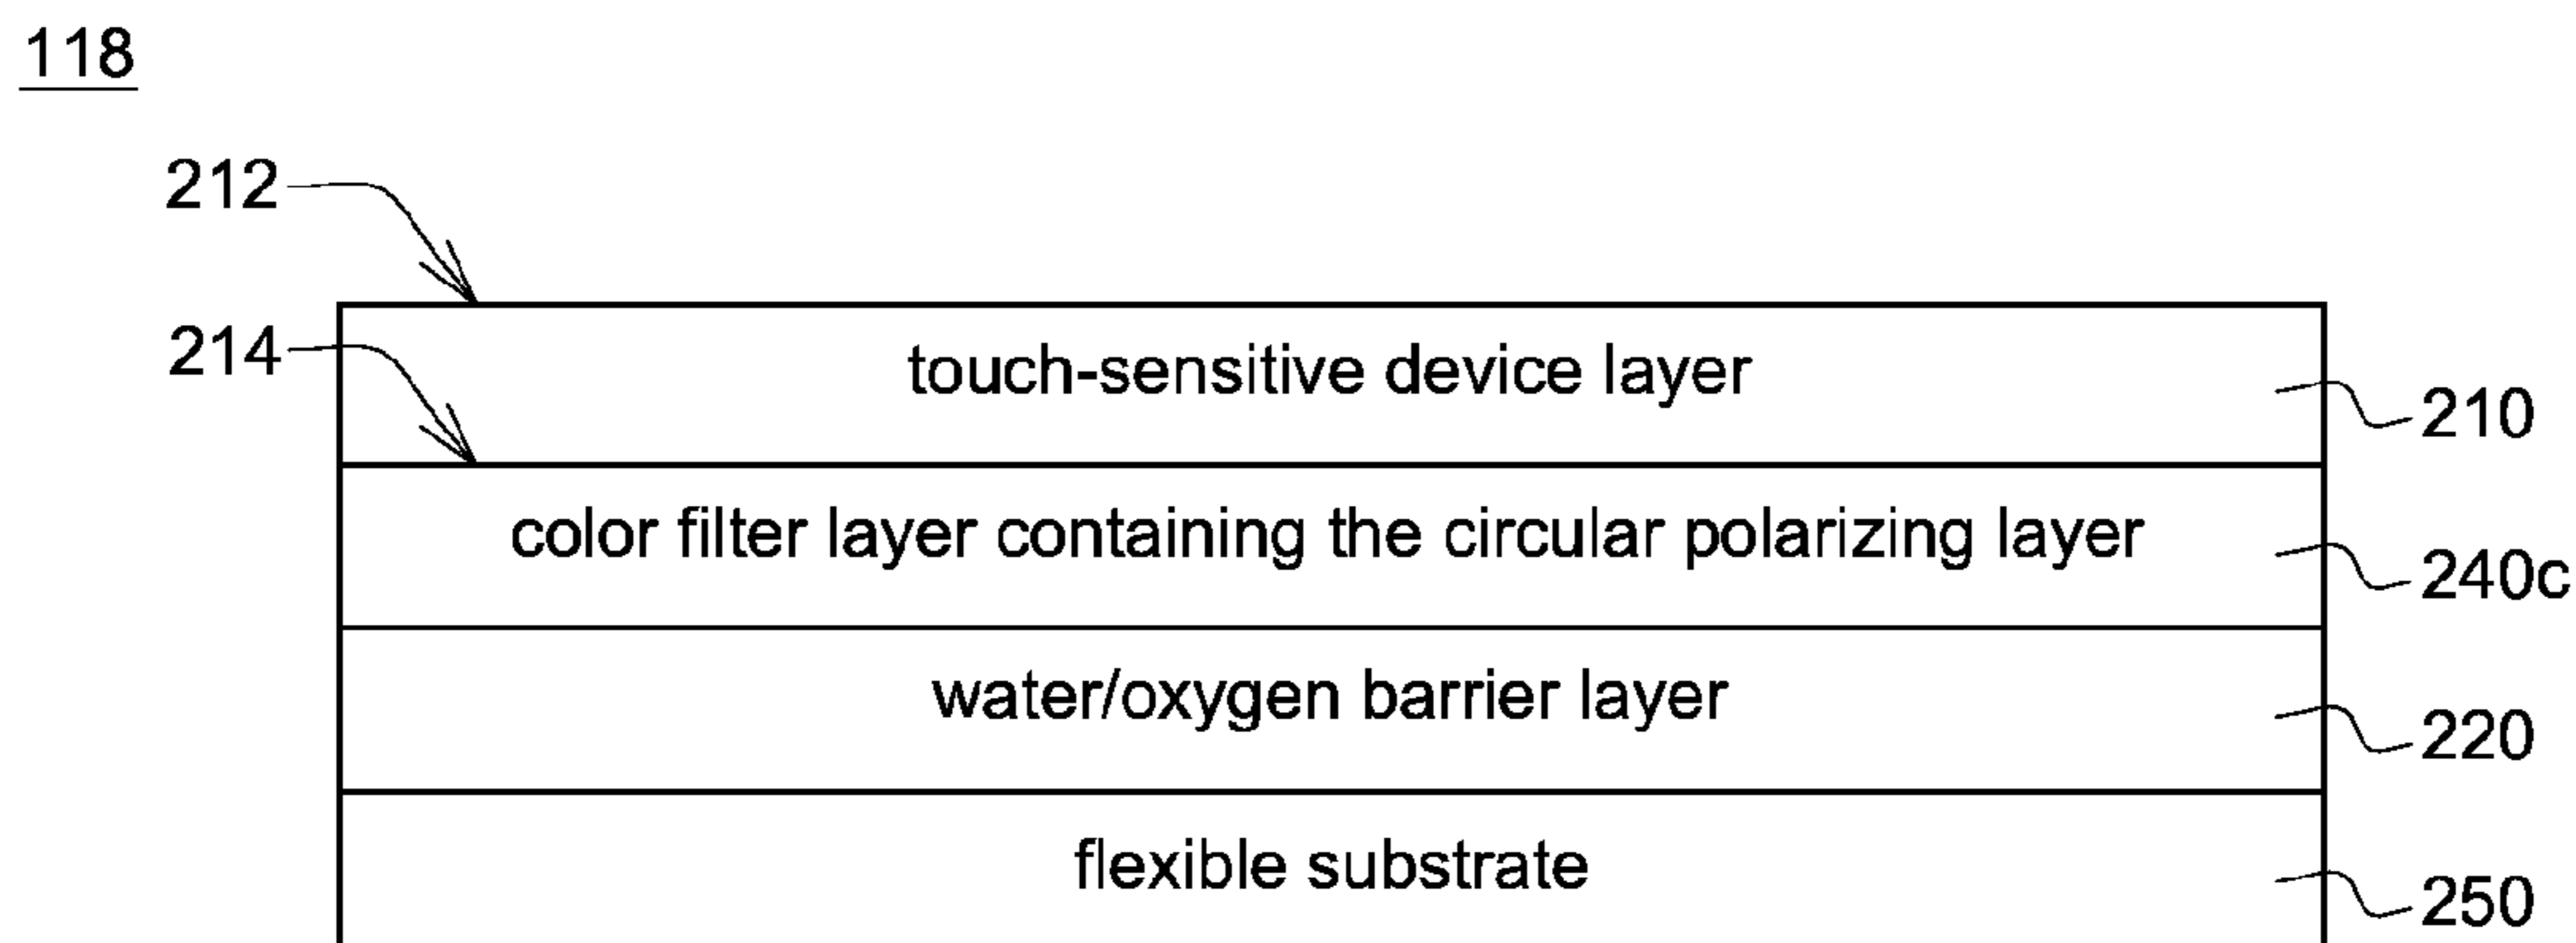 118
212
214
touch-sensitive device layer
210
color filter layer containing the circular polarizing layer
240c
water/oxygen barrier layer
220
flexible substrate
250